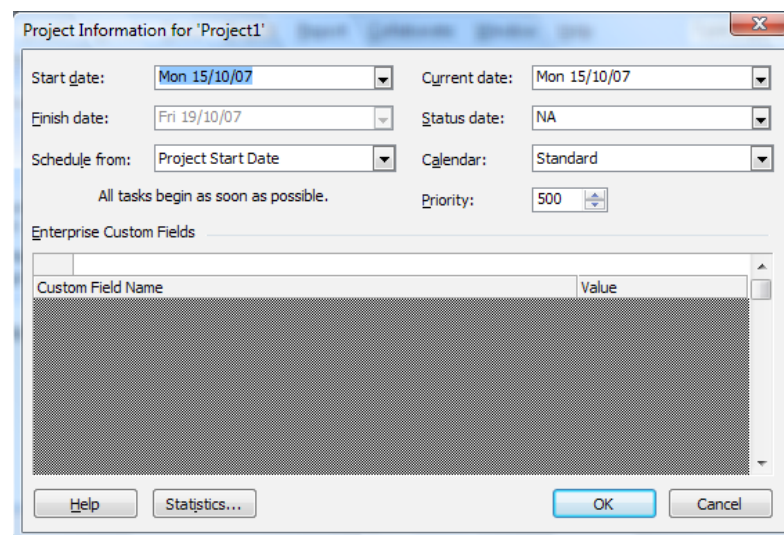 Project Information for 'Project1'
Start date: Mon 15/10/07 Current date: Mon 15/10/07
Finish date: Fri 19/10/07 Status date: NA
Schedule from: Project Start Date Calendar: Standard
All tasks begin as soon as possible. Priority: 500
Enterprise Custom Fields
Custom Field Name Value
Help Statistics... OK Cancel